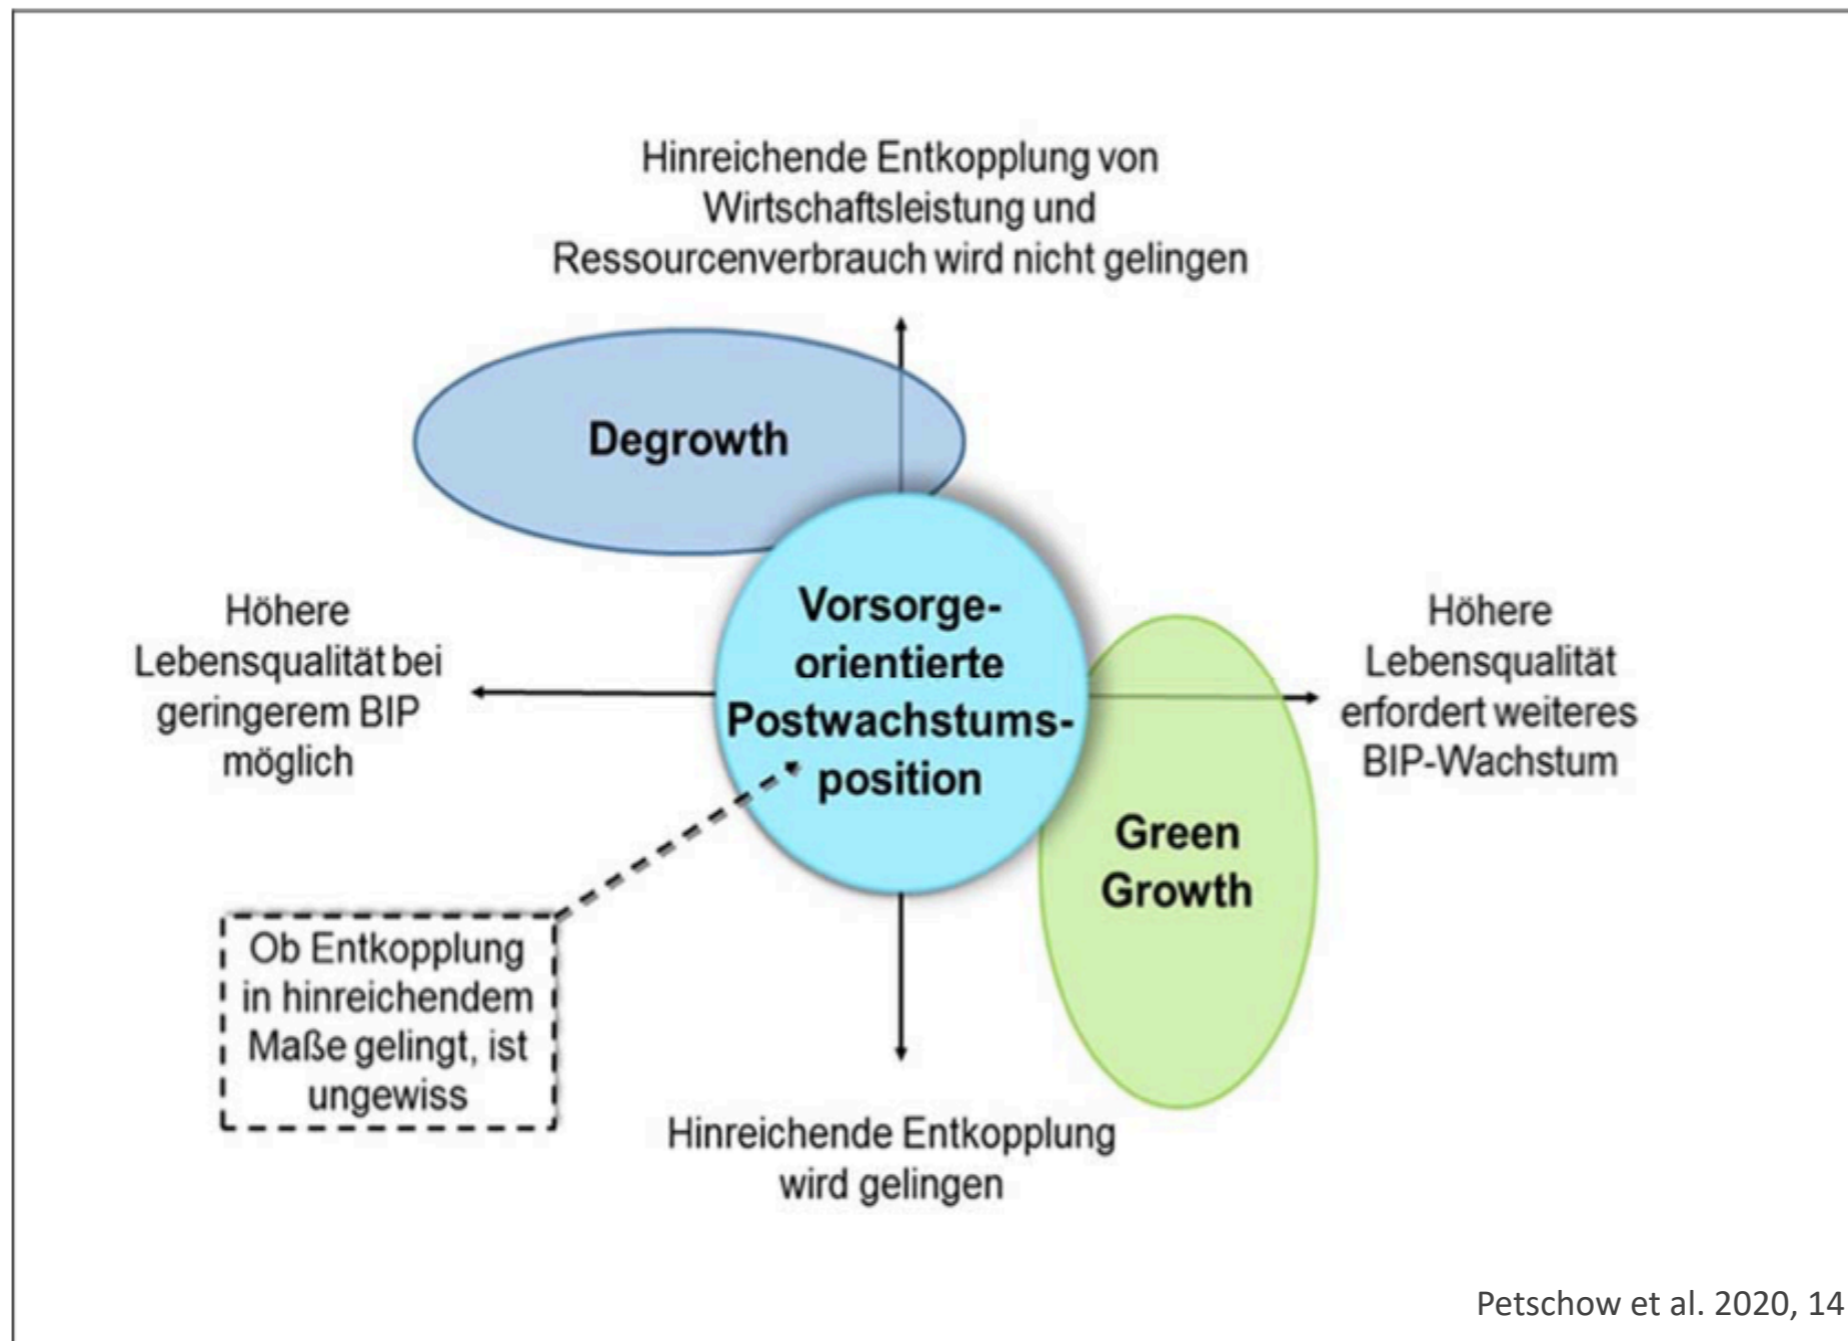 Hinreichende Entkopplung von
Wirtschaftsleistung und
Ressourcenverbrauch wird nicht gelingen
Degrowth
Vorsorge-
orientierte
Postwachstums-
position
Höhere
Lebensqualität bei
geringerem BIP
möglich
Höhere
Lebensqualität
erfordert weiteres
BIP-Wachstum
Green
Growth
Ob Entkopplung
in hinreichendem
Maße gelingt, ist
ungewiss
Hinreichende Entkopplung
wird gelingen
Petschow et al. 2020, 14